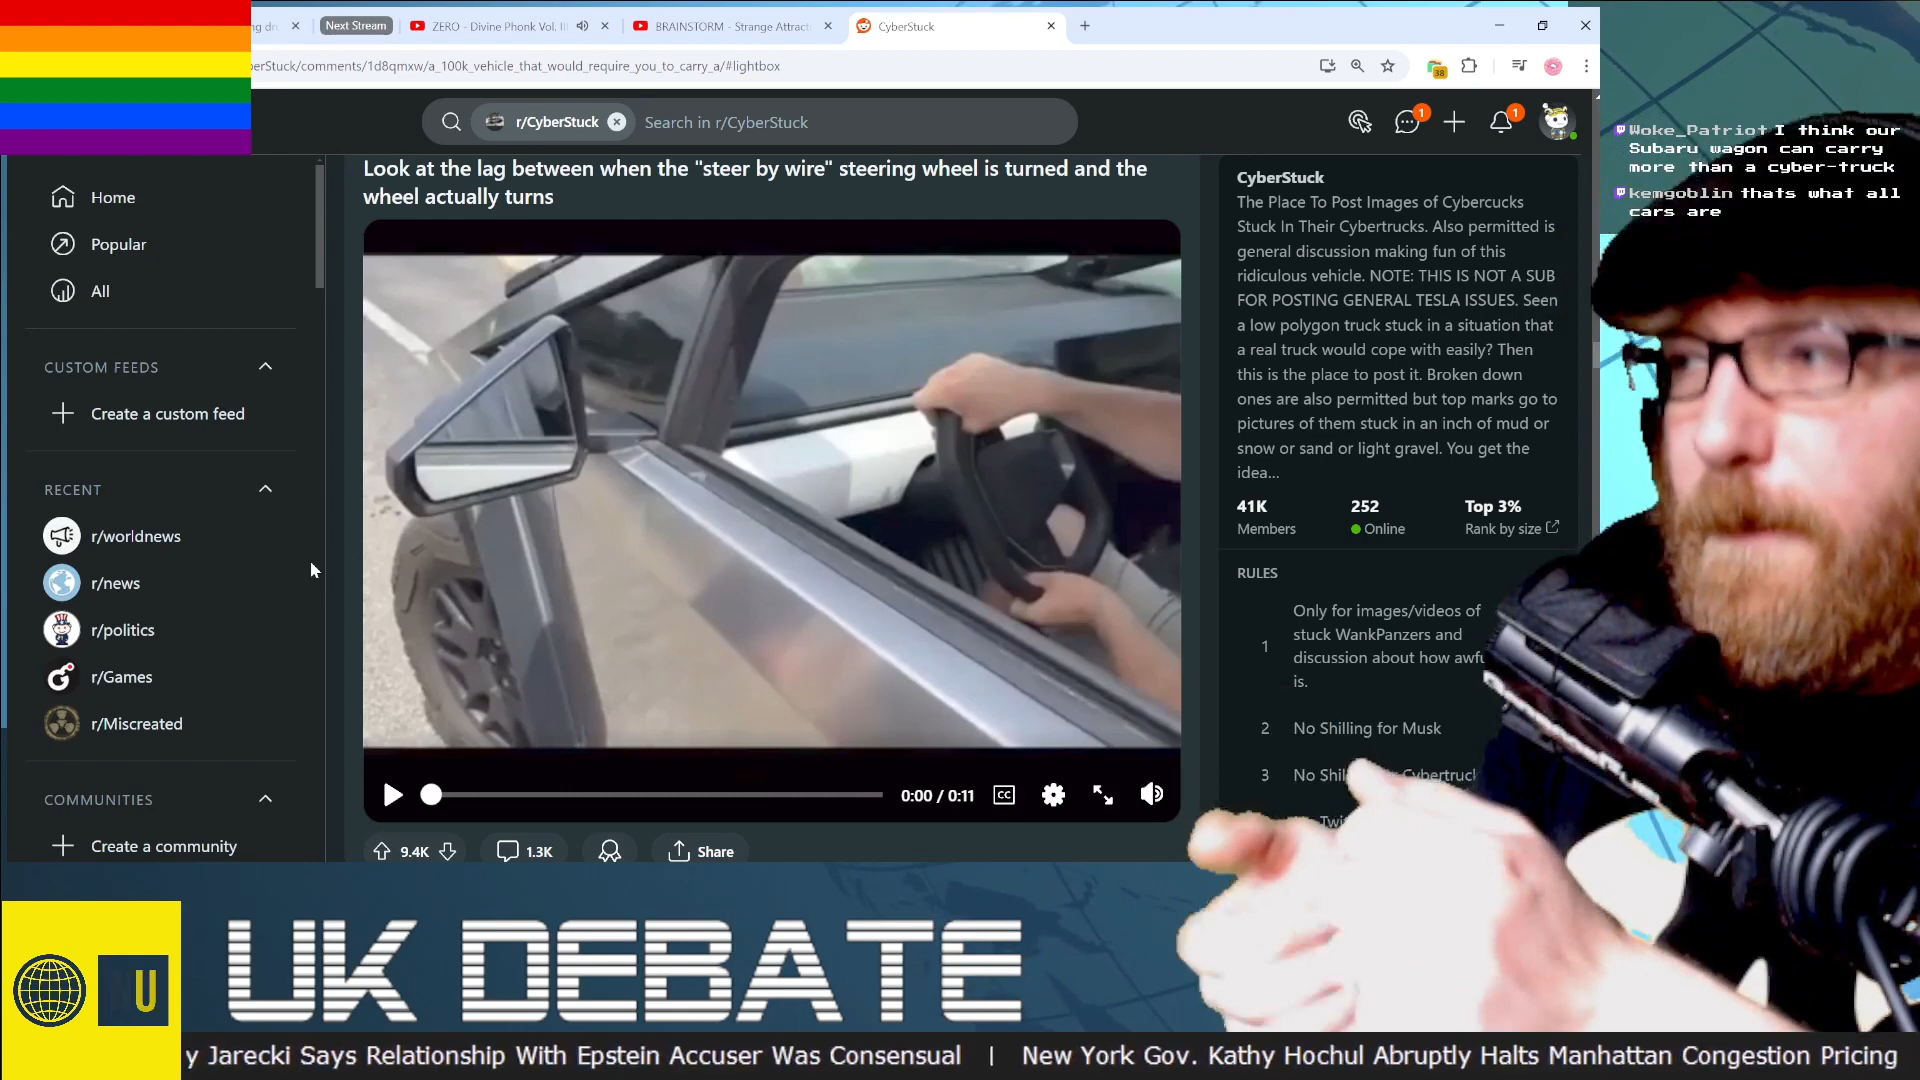 Next Stream
ZERO - Divine Phonk Vol. II
BRAINSTORM - Strange Attract
CyberStuck
erStuck/comments/1d8qmxw/a_100k_vehicle_that_would_require_you_to_carry_a/#lightbox
38
r/CyberStuck
Search in r/CyberStuck
1
1
Home
Popular
All
CUSTOM FEEDS
Create a custom feed
RECENT
r/worldnews
r/news
r/politics
r/Games
r/Miscreated
COMMUNITIES
Create a community
Look at the lag between when the "steer by wire" steering wheel is turned and the
wheel actually turns
0:00 / 0:11
CC
9.4K
1.3K
Share
CyberStuck
The Place To Post Images of Cybercucks
Stuck In Their Cybertrucks. Also permitted is
general discussion making fun of this
ridiculous vehicle. NOTE: THIS IS NOT A SUB
FOR POSTING GENERAL TESLA ISSUES. Seen
a low polygon truck stuck in a situation that
a real truck would cope with easily? Then
this is the place to post it. Broken down
ones are also permitted but top marks go to
pictures of them stuck in an inch of mud or
snow or sand or light gravel. You get the
idea...
41K
252
Top 3%
Members
Online
Rank by size
RULES
1
Only for images/videos of
stuck WankPanzers and
discussion about how awfu
is.
2
No Shilling for Musk
3
Woke_Patriot I think our
Subaru wagon can carry
more than a cyber-truck
kemgoblin thats what all
cars are
U
UK DEBATE
y Jarecki Says Relationship With Epstein Accuser Was Consensual | New York Gov. Kathy Hochul Abruptly Halts Manhattan Congestion Pricing